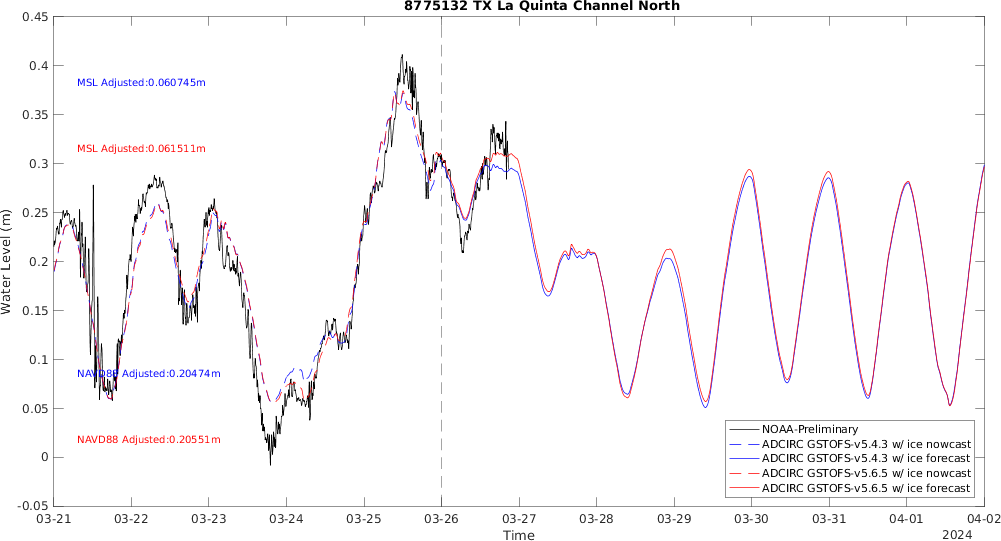 8775132 TX La Quinta Channel North
0.45
0.4
0.35
0.3
0.25
0.2
0.15
0.1
0.05
0
-0.05
Water Level (m)
MSL Adjusted:0.060745m
MSL Adjusted:0.061511m
NAVD88 Adjusted:0.20474m
NAVD88 Adjusted:0.20551m
NOAA-Preliminary
ADCIRC GSTOFS-v5.4.3 w/ ice nowcast
ADCIRC GSTOFS-v5.4.3 w/ ice forecast
ADCIRC GSTOFS-v5.6.5 w/ ice nowcast
ADCIRC GSTOFS-v5.6.5 w/ ice forecast
03-21 03-22 03-23 03-24 03-25 03-26 03-27 03-28 03-29 03-30 03-31 04-01 04-02
Time
2024